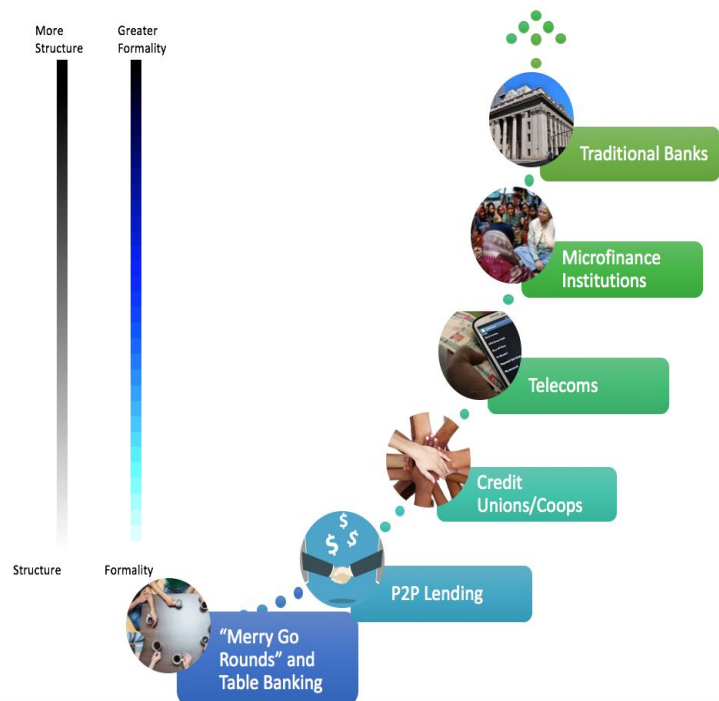 More
Structure
Greater
Formality
Traditional Banks
Microfinance
Institutions
Telecoms
Credit
Unions/Coops
P2P Lending
Structure
Formality
“Merry Go
Rounds” and
Table Banking
$
$
$